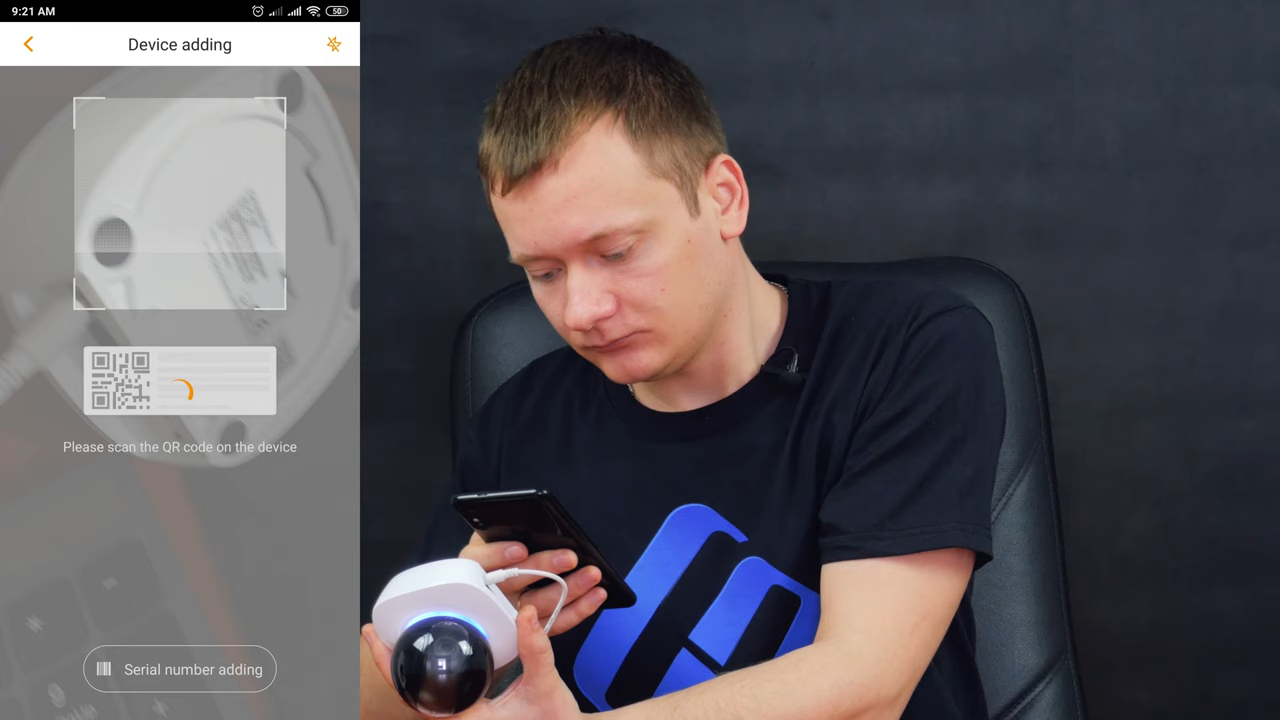 9:21 AM
50
Device adding
Please scan the QR code on the device
Serial number adding